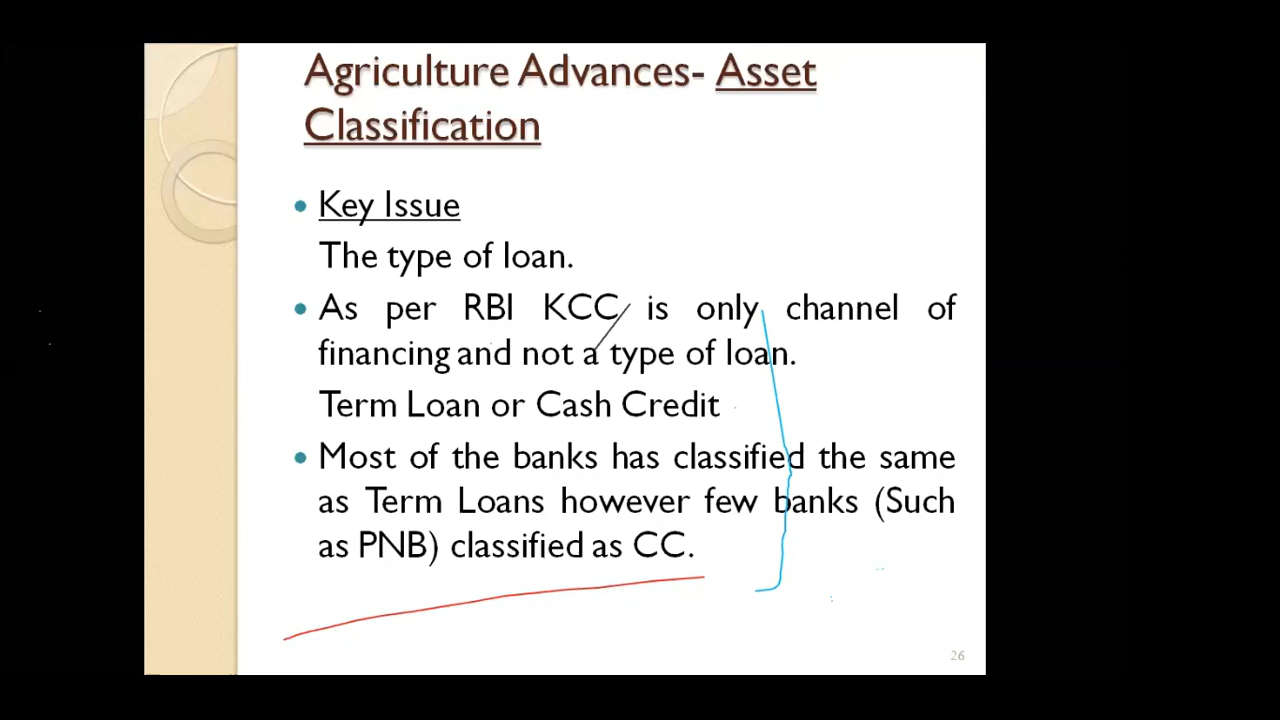 Agriculture Advances- Asset
Classification
Key Issue
The type of loan.
As per RBI KCC is only channel of
financing and not a type of loan.
Term Loan or Cash Credit
Most of the banks has classified the same
as Term Loans however few banks (Such
as PNB) classified as CC.
26